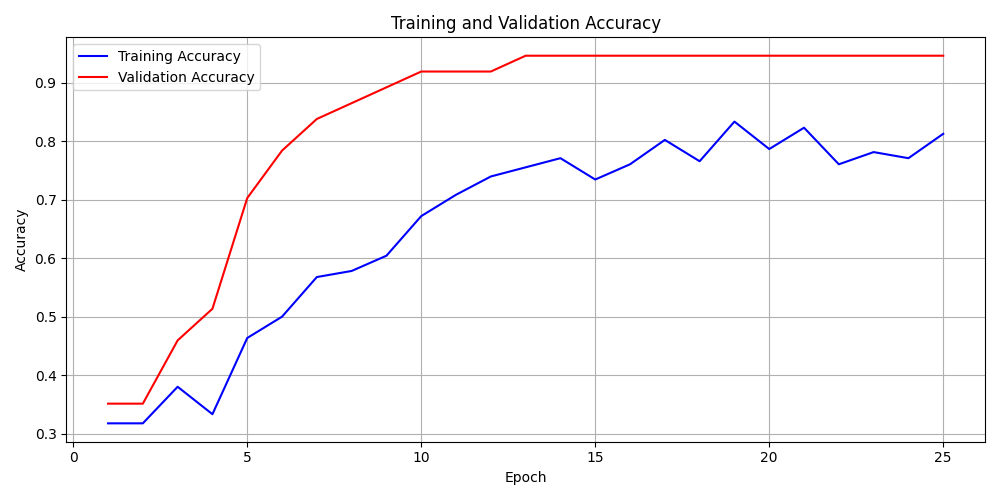 Training and Validation Accuracy
Training Accuracy
Validation Accuracy
Accuracy
0.9
0.8
0.7
0.6
0.5
0.4
0.3
0 5 10 15 20 25
Epoch